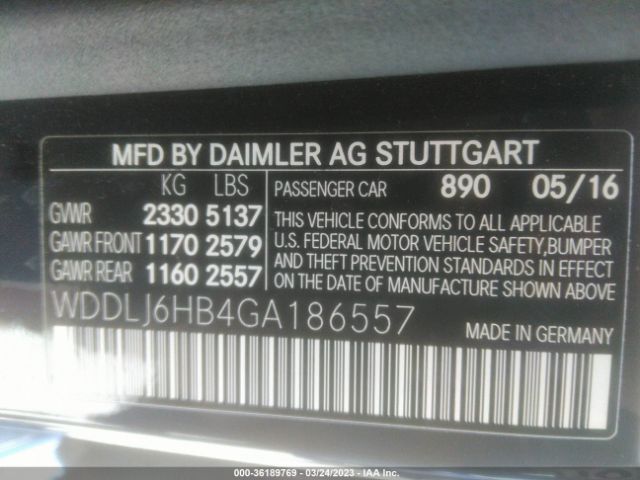 MFD BY DAIMLER AG STUTTGART
KG LBS PASSENGER CAR 890 05/16
GVWR 2330 5137
GAWR FRONT 1170 2579
GAWR REAR 1160 2557
THIS VEHICLE CONFORMS TO ALL APPLICABLE
U.S. FEDERAL MOTOR VEHICLE SAFETY,BUMPER
AND THEFT PREVENTION STANDARDS IN EFFECT
ON THE DATE OF MANUFACTURE SHOWN ABOVE
WDDLJ6HB4GA186557 MADE IN GERMANY
000-36189769 - 03/24/2023 - IAAI.COM